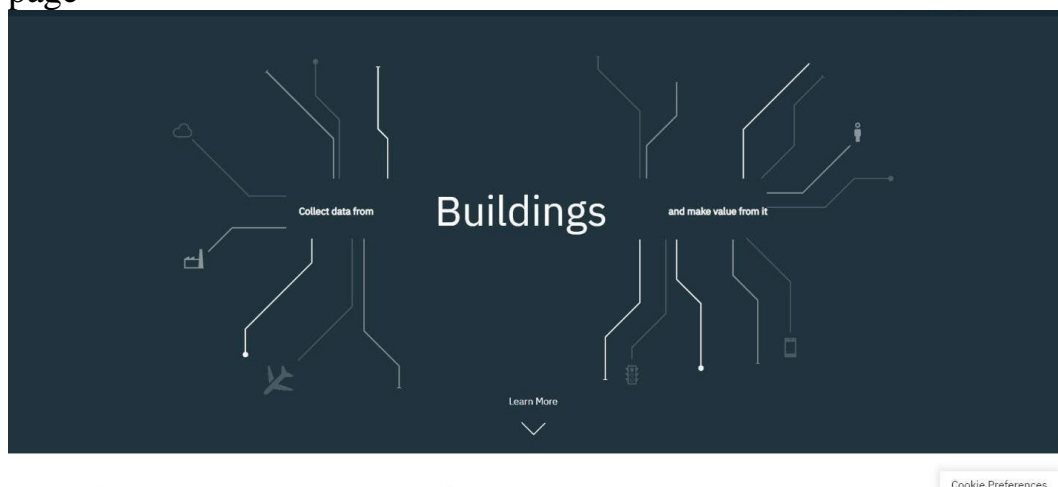 page
Collect data from Buildings and make value from it
Learn More
Cookie Preferences